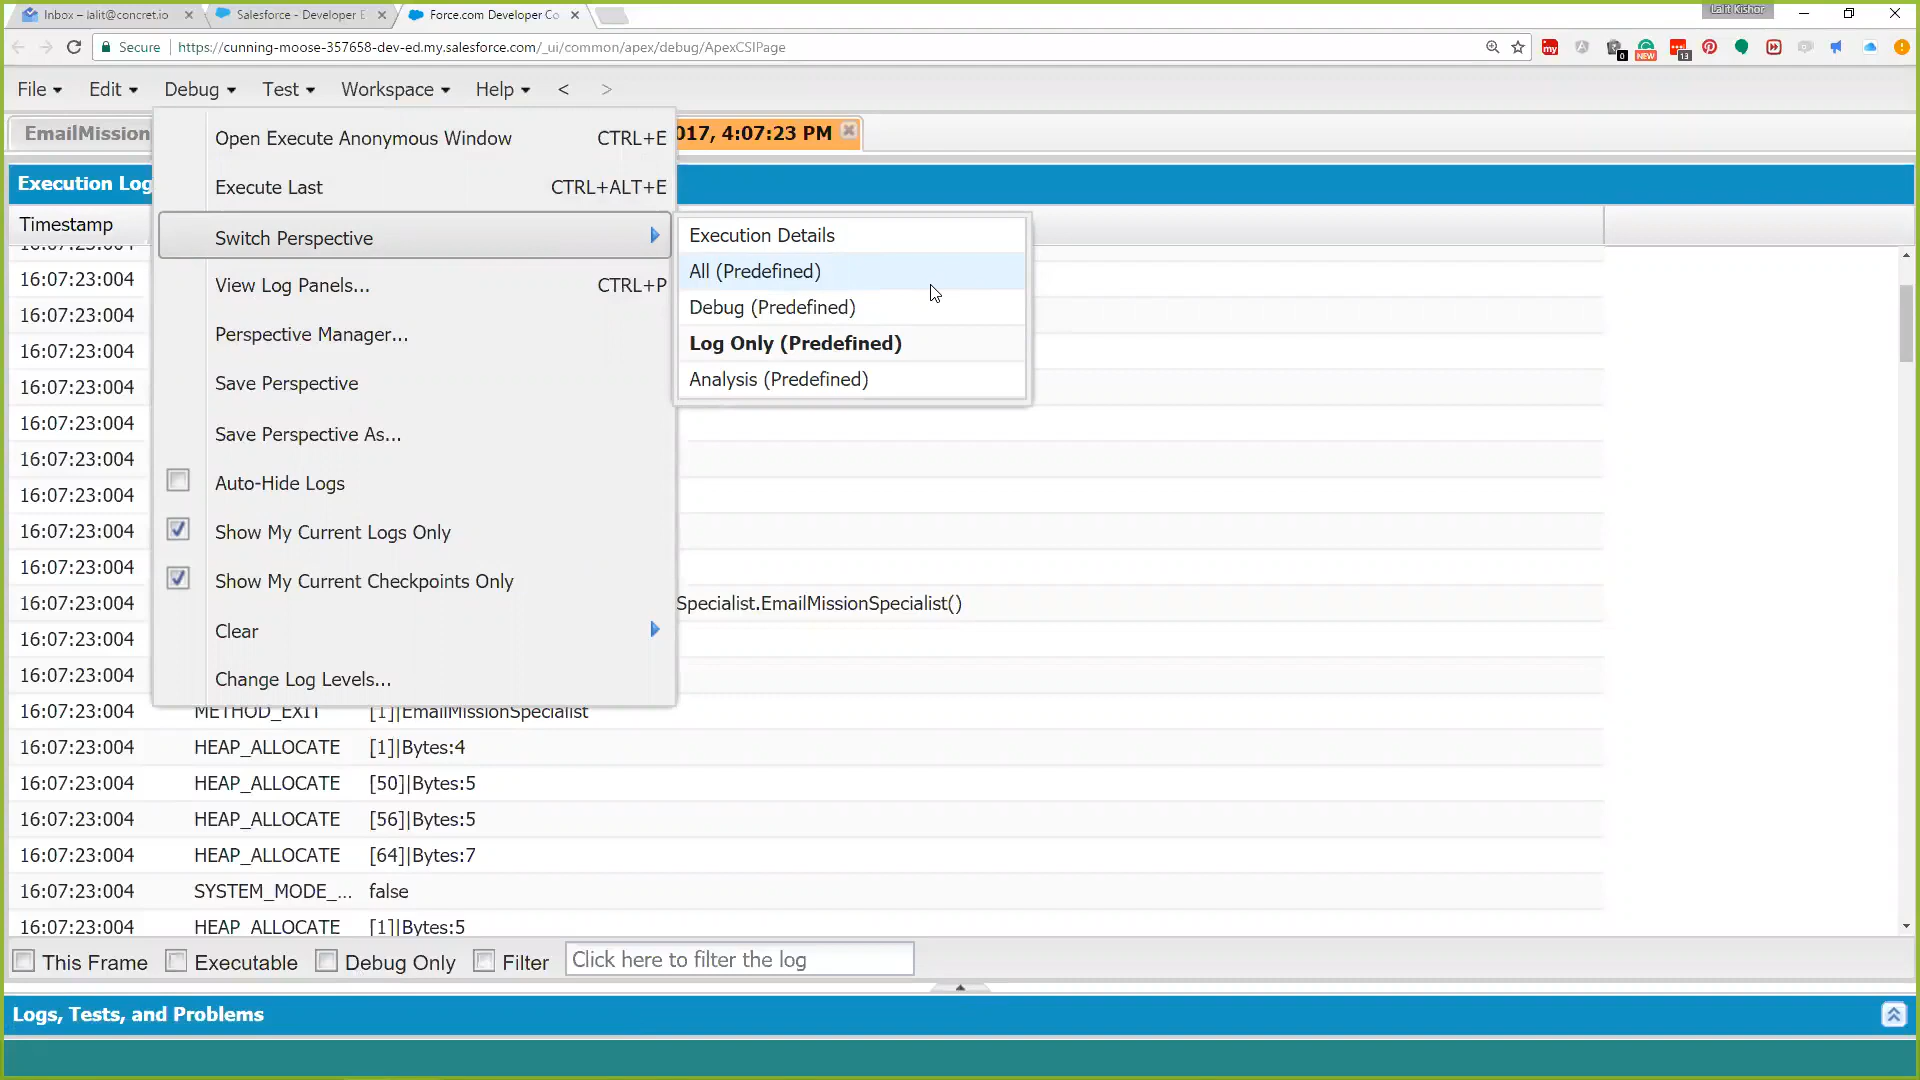 Inbox – lalit@concret.io
Salesforce - Developer E
Force.com Developer Co
Lalit Kishor
Secure
https://cunning-moose-357658-dev-ed.my.salesforce.com/_ui/common/apex/debug/ApexCSIPage
my
0
NEW
13
File
Edit
Debug
Test
Workspace
Help
<
>
EmailMission
017, 4:07:23 PM
Open Execute Anonymous Window CTRL+E
Execution Log
Execute Last CTRL+ALT+E
Timestamp
Switch Perspective
Execution Details
All (Predefined)
Debug (Predefined)
Log Only (Predefined)
Analysis (Predefined)
View Log Panels... CTRL+P
Perspective Manager...
Save Perspective
Save Perspective As...
Auto-Hide Logs
Show My Current Logs Only
Show My Current Checkpoints Only
Clear
Change Log Levels...
16:07:23:004
16:07:23:004
16:07:23:004
16:07:23:004
16:07:23:004
16:07:23:004
16:07:23:004
16:07:23:004
16:07:23:004
16:07:23:004
16:07:23:004 Specialist.EmailMissionSpecialist()
16:07:23:004
16:07:23:004
16:07:23:004 METHOD_EXIT [1]|EmailMissionSpecialist
16:07:23:004 HEAP_ALLOCATE [1]|Bytes:4
16:07:23:004 HEAP_ALLOCATE [50]|Bytes:5
16:07:23:004 HEAP_ALLOCATE [56]|Bytes:5
16:07:23:004 HEAP_ALLOCATE [64]|Bytes:7
16:07:23:004 SYSTEM_MODE_... false
16:07:23:004 HEAP_ALLOCATE [1]|Bytes:5
This Frame
Executable
Debug Only
Filter
Click here to filter the log
Logs, Tests, and Problems